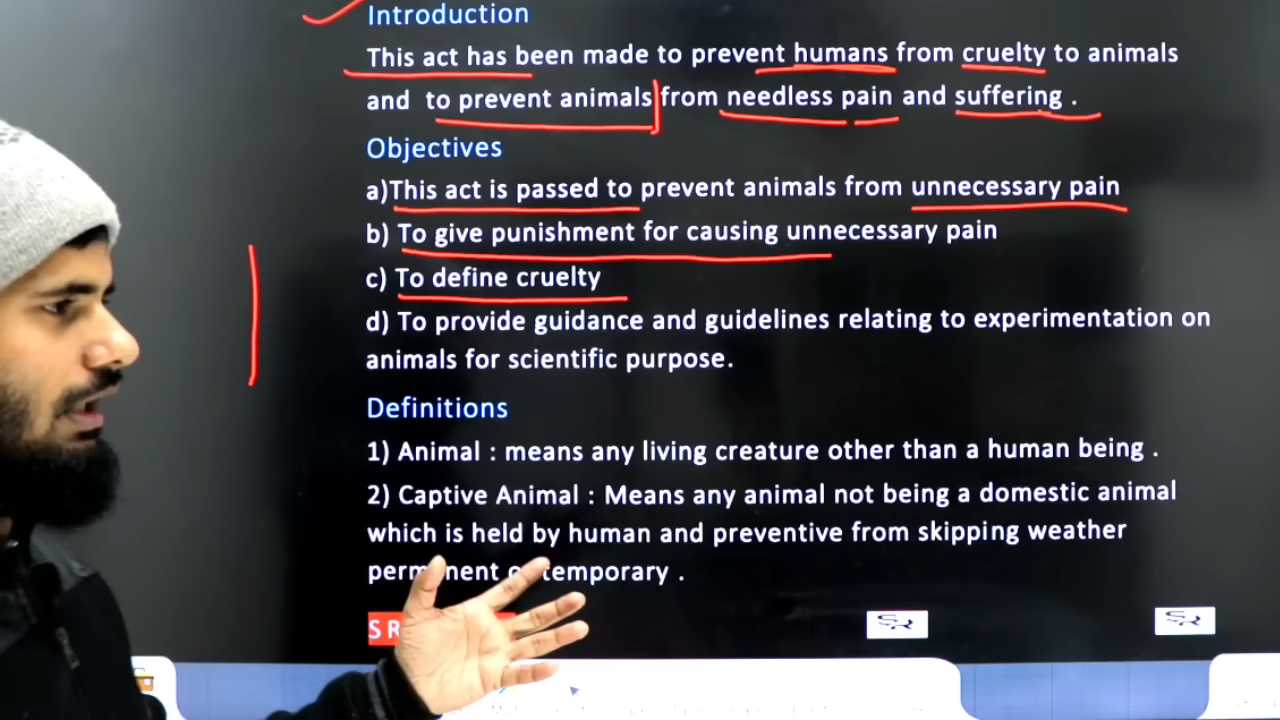 Introduction
This act has been made to prevent humans from cruelty to animals
and to prevent animals from needless pain and suffering .
Objectives
a)This act is passed to prevent animals from unnecessary pain
b) To give punishment for causing unnecessary pain
c) To define cruelty
d) To provide guidance and guidelines relating to experimentation on
animals for scientific purpose.
Definitions
1) Animal : means any living creature other than a human being .
2) Captive Animal : Means any animal not being a domestic animal
which is held by human and preventive from skipping weather
temporary .
S R
SR SR